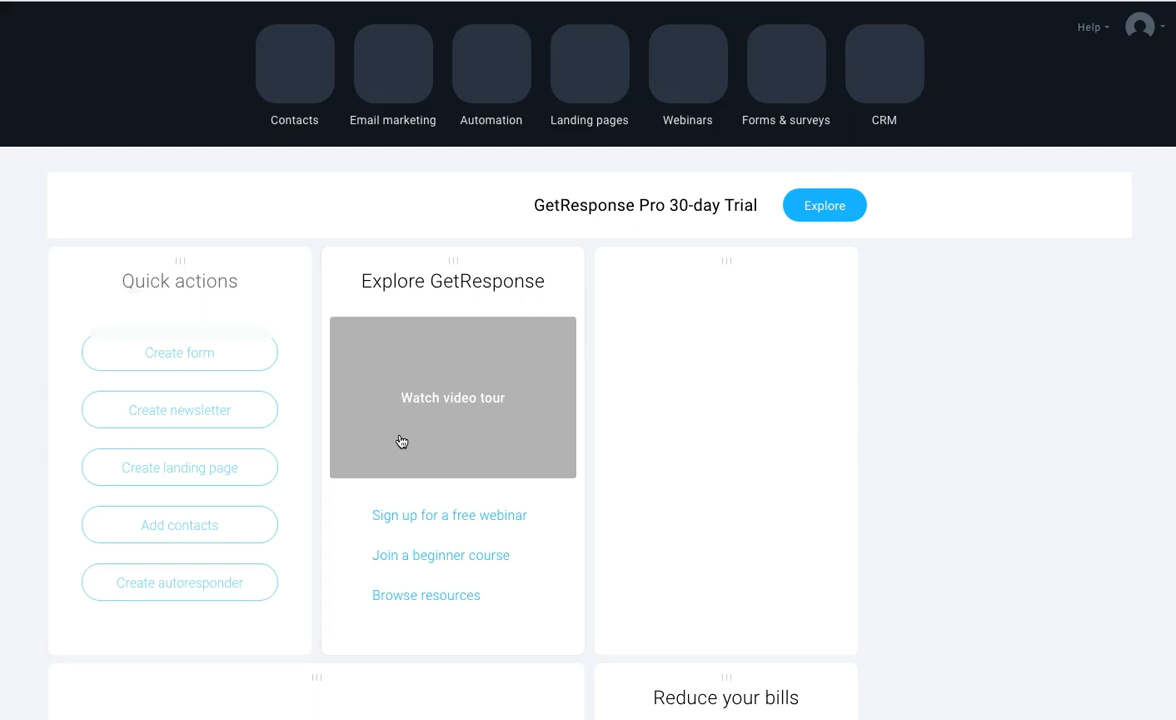 Help
Contacts
Email marketing
Automation
Landing pages
Webinars
Forms & surveys
CRM
GetResponse Pro 30-day Trial
Explore
Quick actions
Create form
Create newsletter
Create landing page
Add contacts
Create autoresponder
Explore GetResponse
Watch video tour
Sign up for a free webinar
Join a beginner course
Browse resources
Reduce your bills